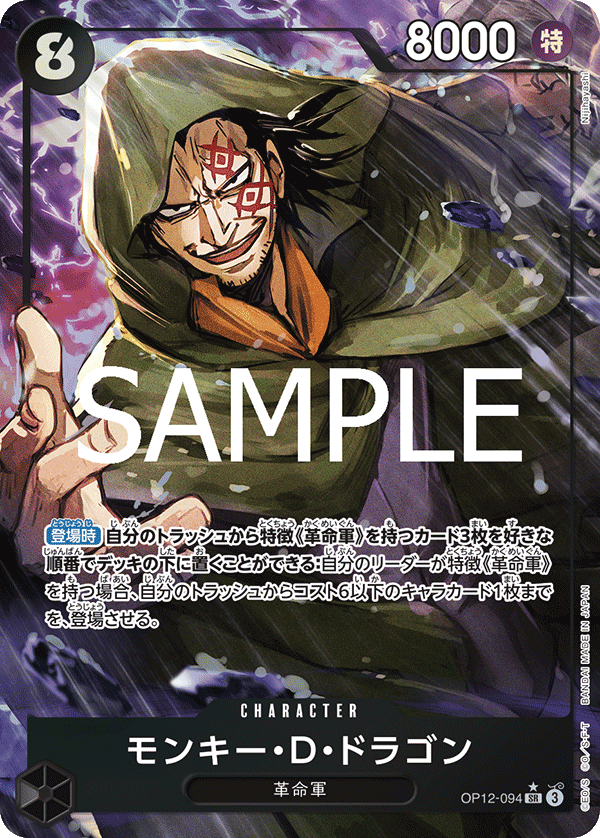 8
8000 特
Nijihayashi
SAMPLE
登場時 自分のトラッシュから特徴《革命軍》を持つカード3枚を好きな
順番でデッキの下に置くことができる:自分のリーダーが特徴《革命軍》
を持つ場合、自分のトラッシュからコスト6以下のキャラカード1枚まで
を、登場させる。
CHARACTER
モンキー・D・ドラゴン
革命軍
OP12-094 SR 3
©E.O/S. ©O./S・F・T BANDAI MADE IN JAPAN